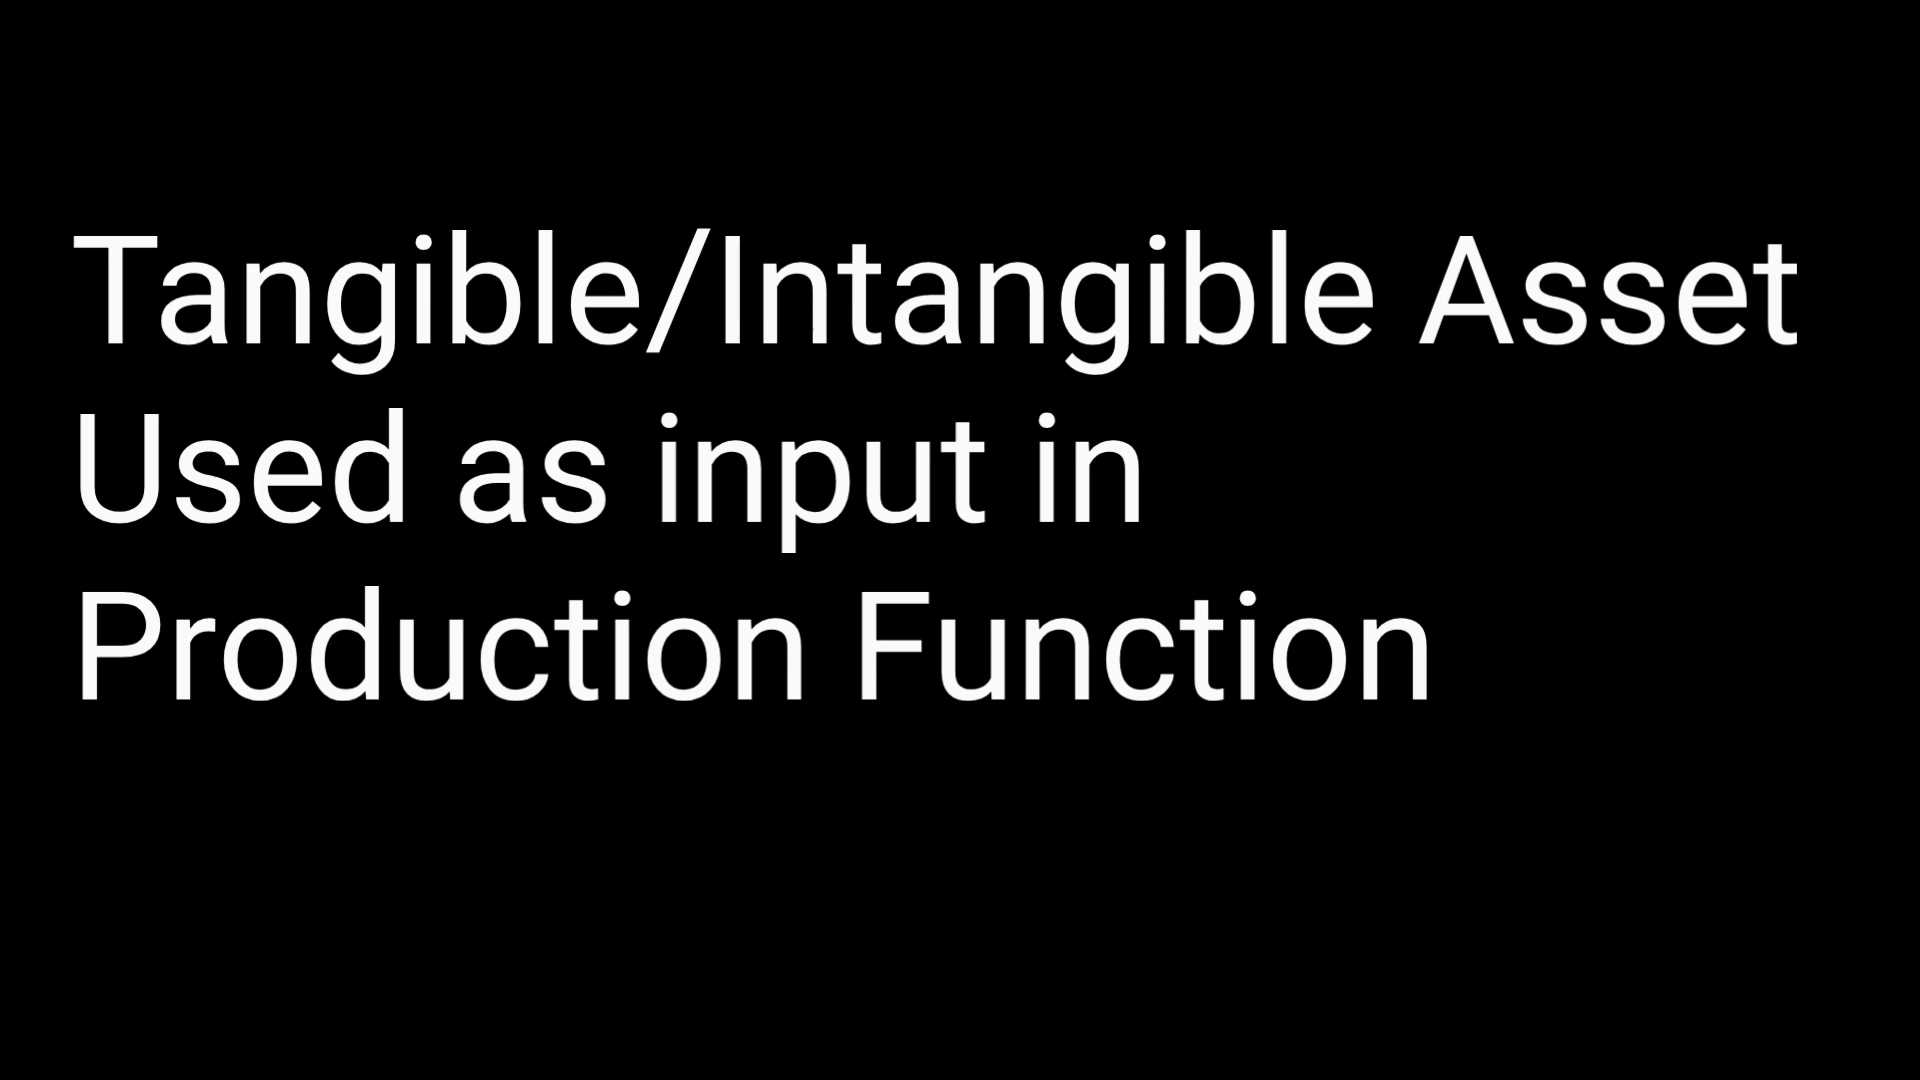 Tangible/Intangible Asset
Used as input in
Production Function